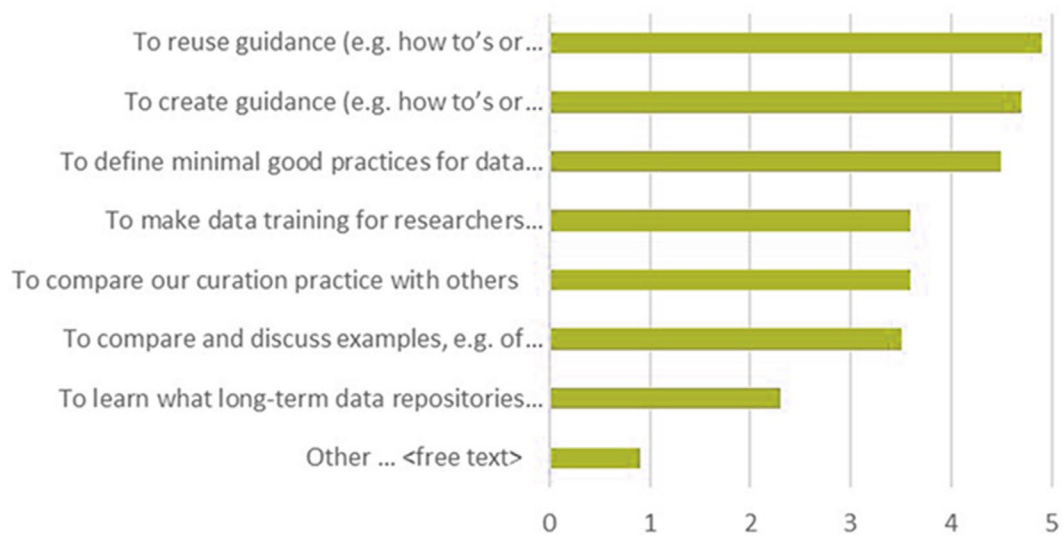 To reuse guidance (e.g. how to’s or ...
To create guidance (e.g. how to’s or ...
To define minimal good practices for data...
To make data training for researchers...
To compare our curation practice with others
To compare and discuss examples, e.g. of...
To learn what long-term data repositories...
Other ... <free text>
0 1 2 3 4 5